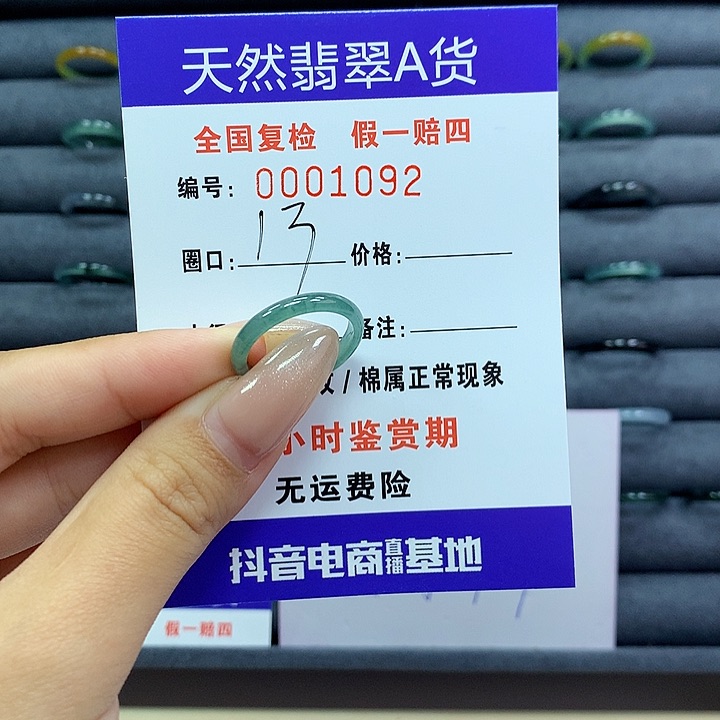 天然翡翠A货
全国复检 假一赔四
编号: 0001092
圈口: 13 价格:
备注:
/棉属正常现象
小时鉴赏期
无运费险
抖音电商直播基地
假一赔四